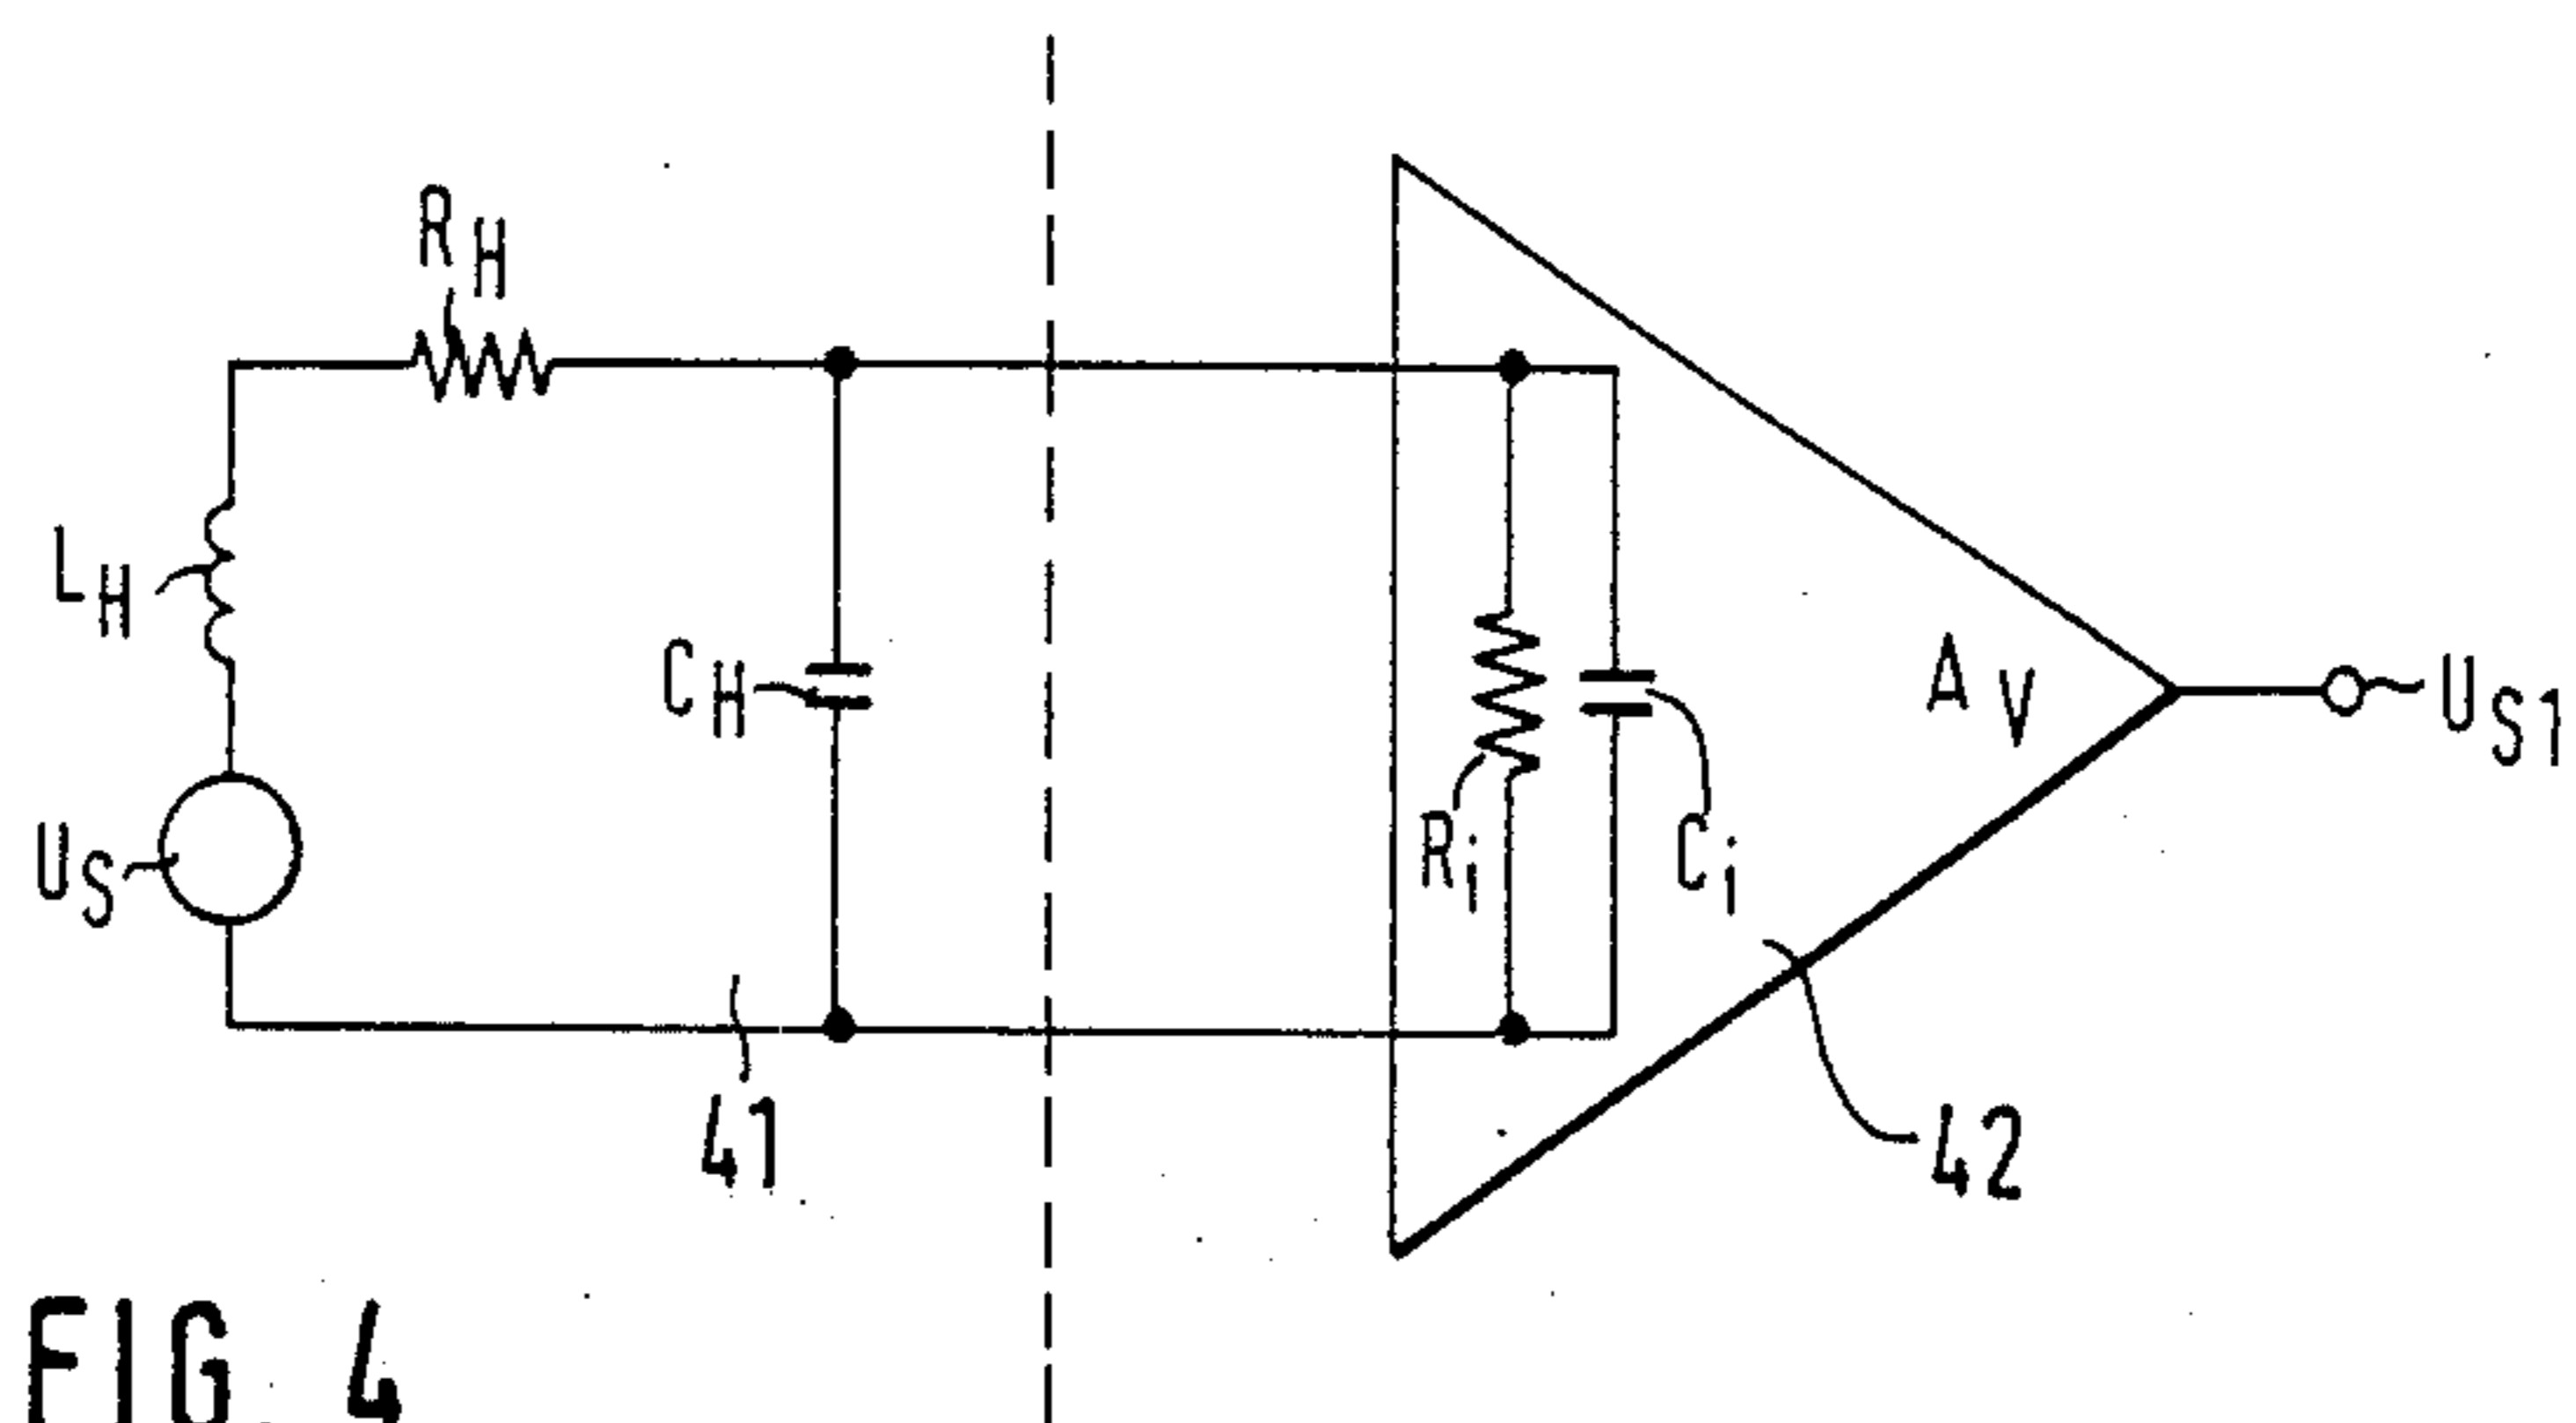 R_H
L_H
C_H
A_V
U_S1
U_S
R_i
C_i
41
42
FIG. 4